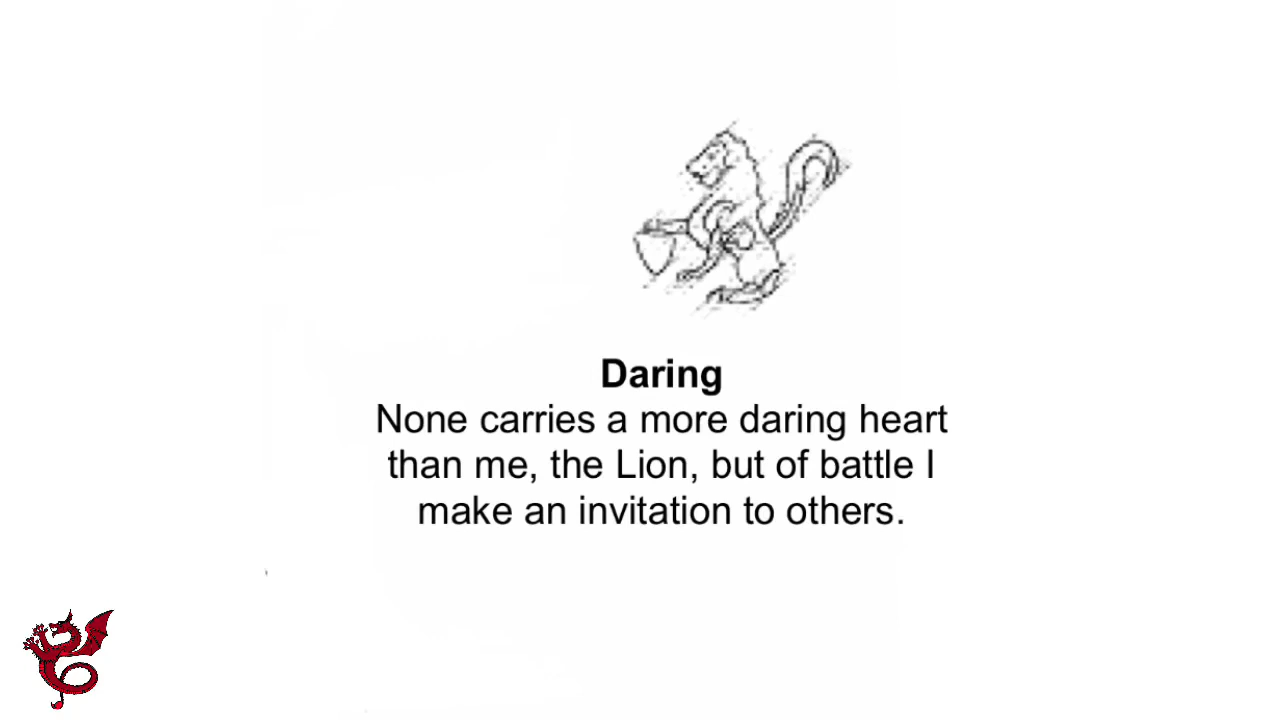 Daring
None carries a more daring heart
than me, the Lion, but of battle I
make an invitation to others.